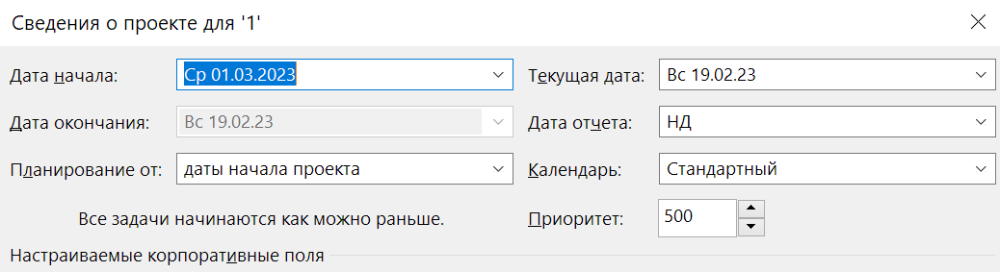 Сведения о проекте для '1'
Дата начала: Ср 01.03.2023 Текущая дата: Вс 19.02.23
Дата окончания: Вс 19.02.23 Дата отчета: НД
Планирование от: даты начала проекта Календарь: Стандартный
Все задачи начинаются как можно раньше. Приоритет: 500
Настраиваемые корпоративные поля